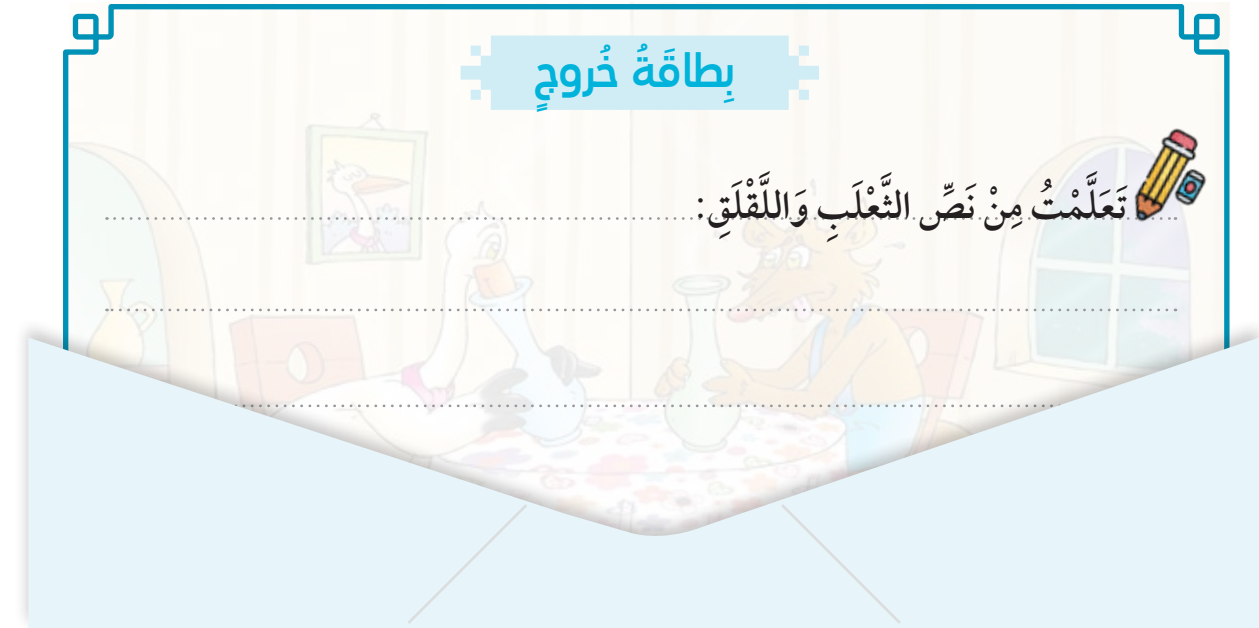 بِطاقَةُ خُروجٍ
تَعَلَّمْتُ مِنْ نَصِّ الثَّعْلَبِ وَاللَّقْلَقِ: